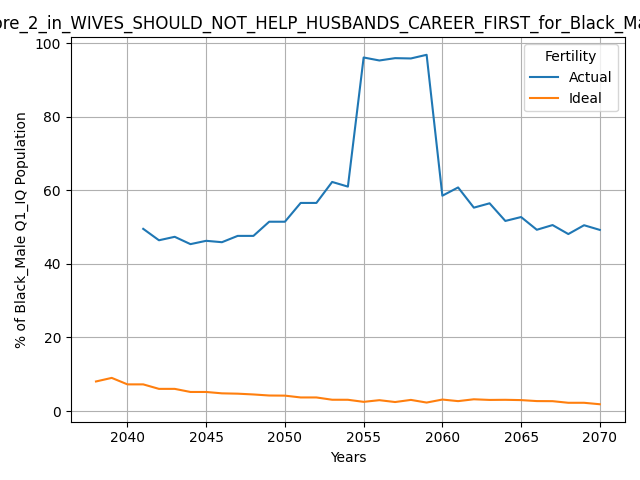 ore_2_in_WIVES_SHOULD_NOT_HELP_HUSBANDS_CAREER_FIRST_for_Black_Ma
100
80
60
40
20
0
% of Black_Male Q1_IQ Population
Fertility
Actual
Ideal
2040 2045 2050 2055 2060 2065 2070
Years